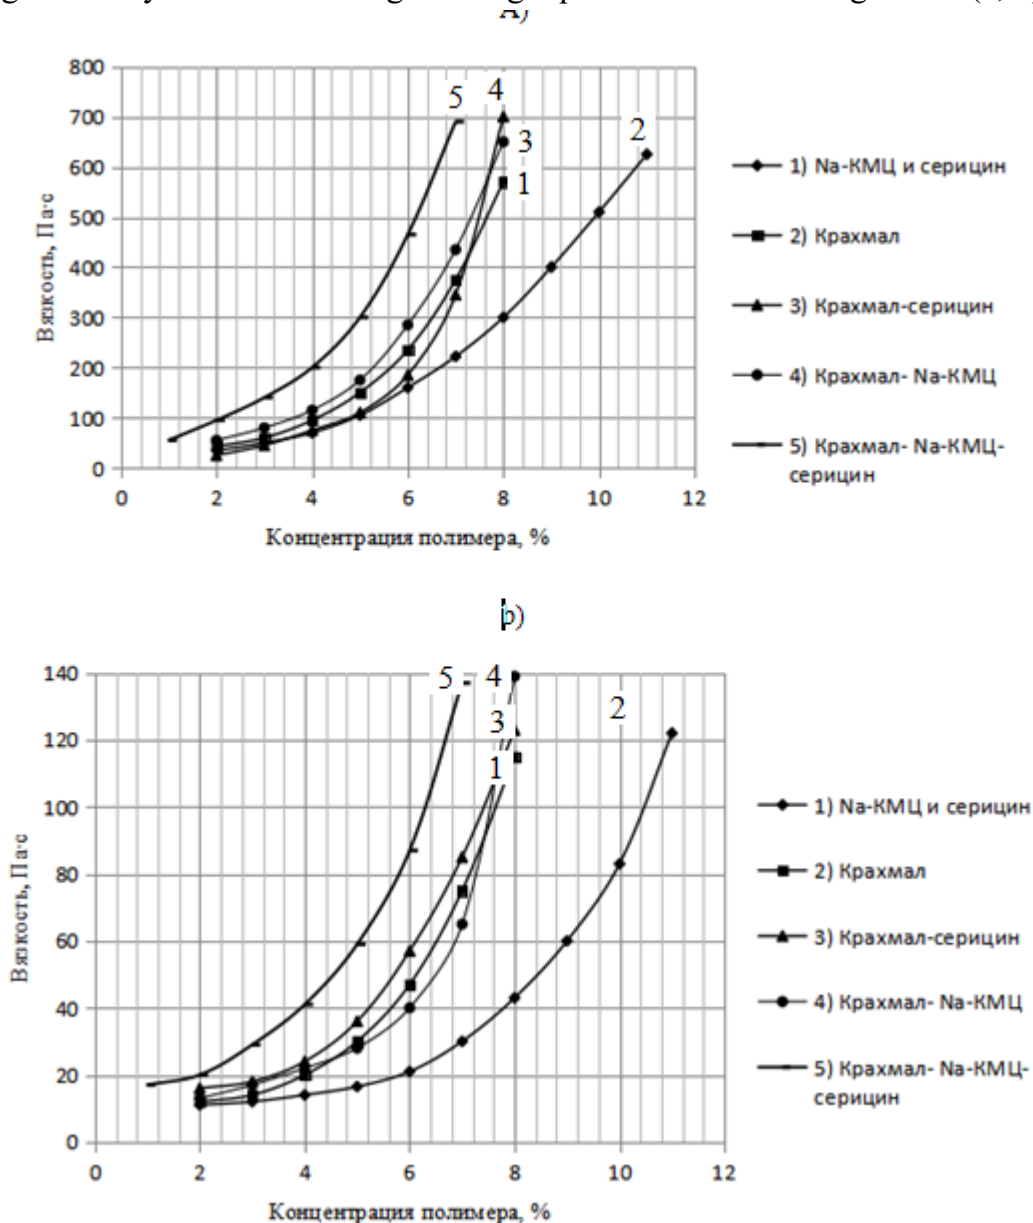 А)
800
700
600
500
400
300
200
100
0
0 2 4 6 8 10 12
5 4 3 1 2
Вязкость, Па·с
Концентрация полимера, %
1) Na-КМЦ и серицин
2) Крахмал
3) Крахмал-серицин
4) Крахмал- Na-КМЦ
5) Крахмал- Na-КМЦ-
серицин
b)
140
120
100
80
60
40
20
0
0 2 4 6 8 10 12
5 4 3 1 2
Вязкость, Па·с
Концентрация полимера, %
1) Na-КМЦ и серицин
2) Крахмал
3) Крахмал-серицин
4) Крахмал- Na-КМЦ
5) Крахмал- Na-КМЦ-
серицин